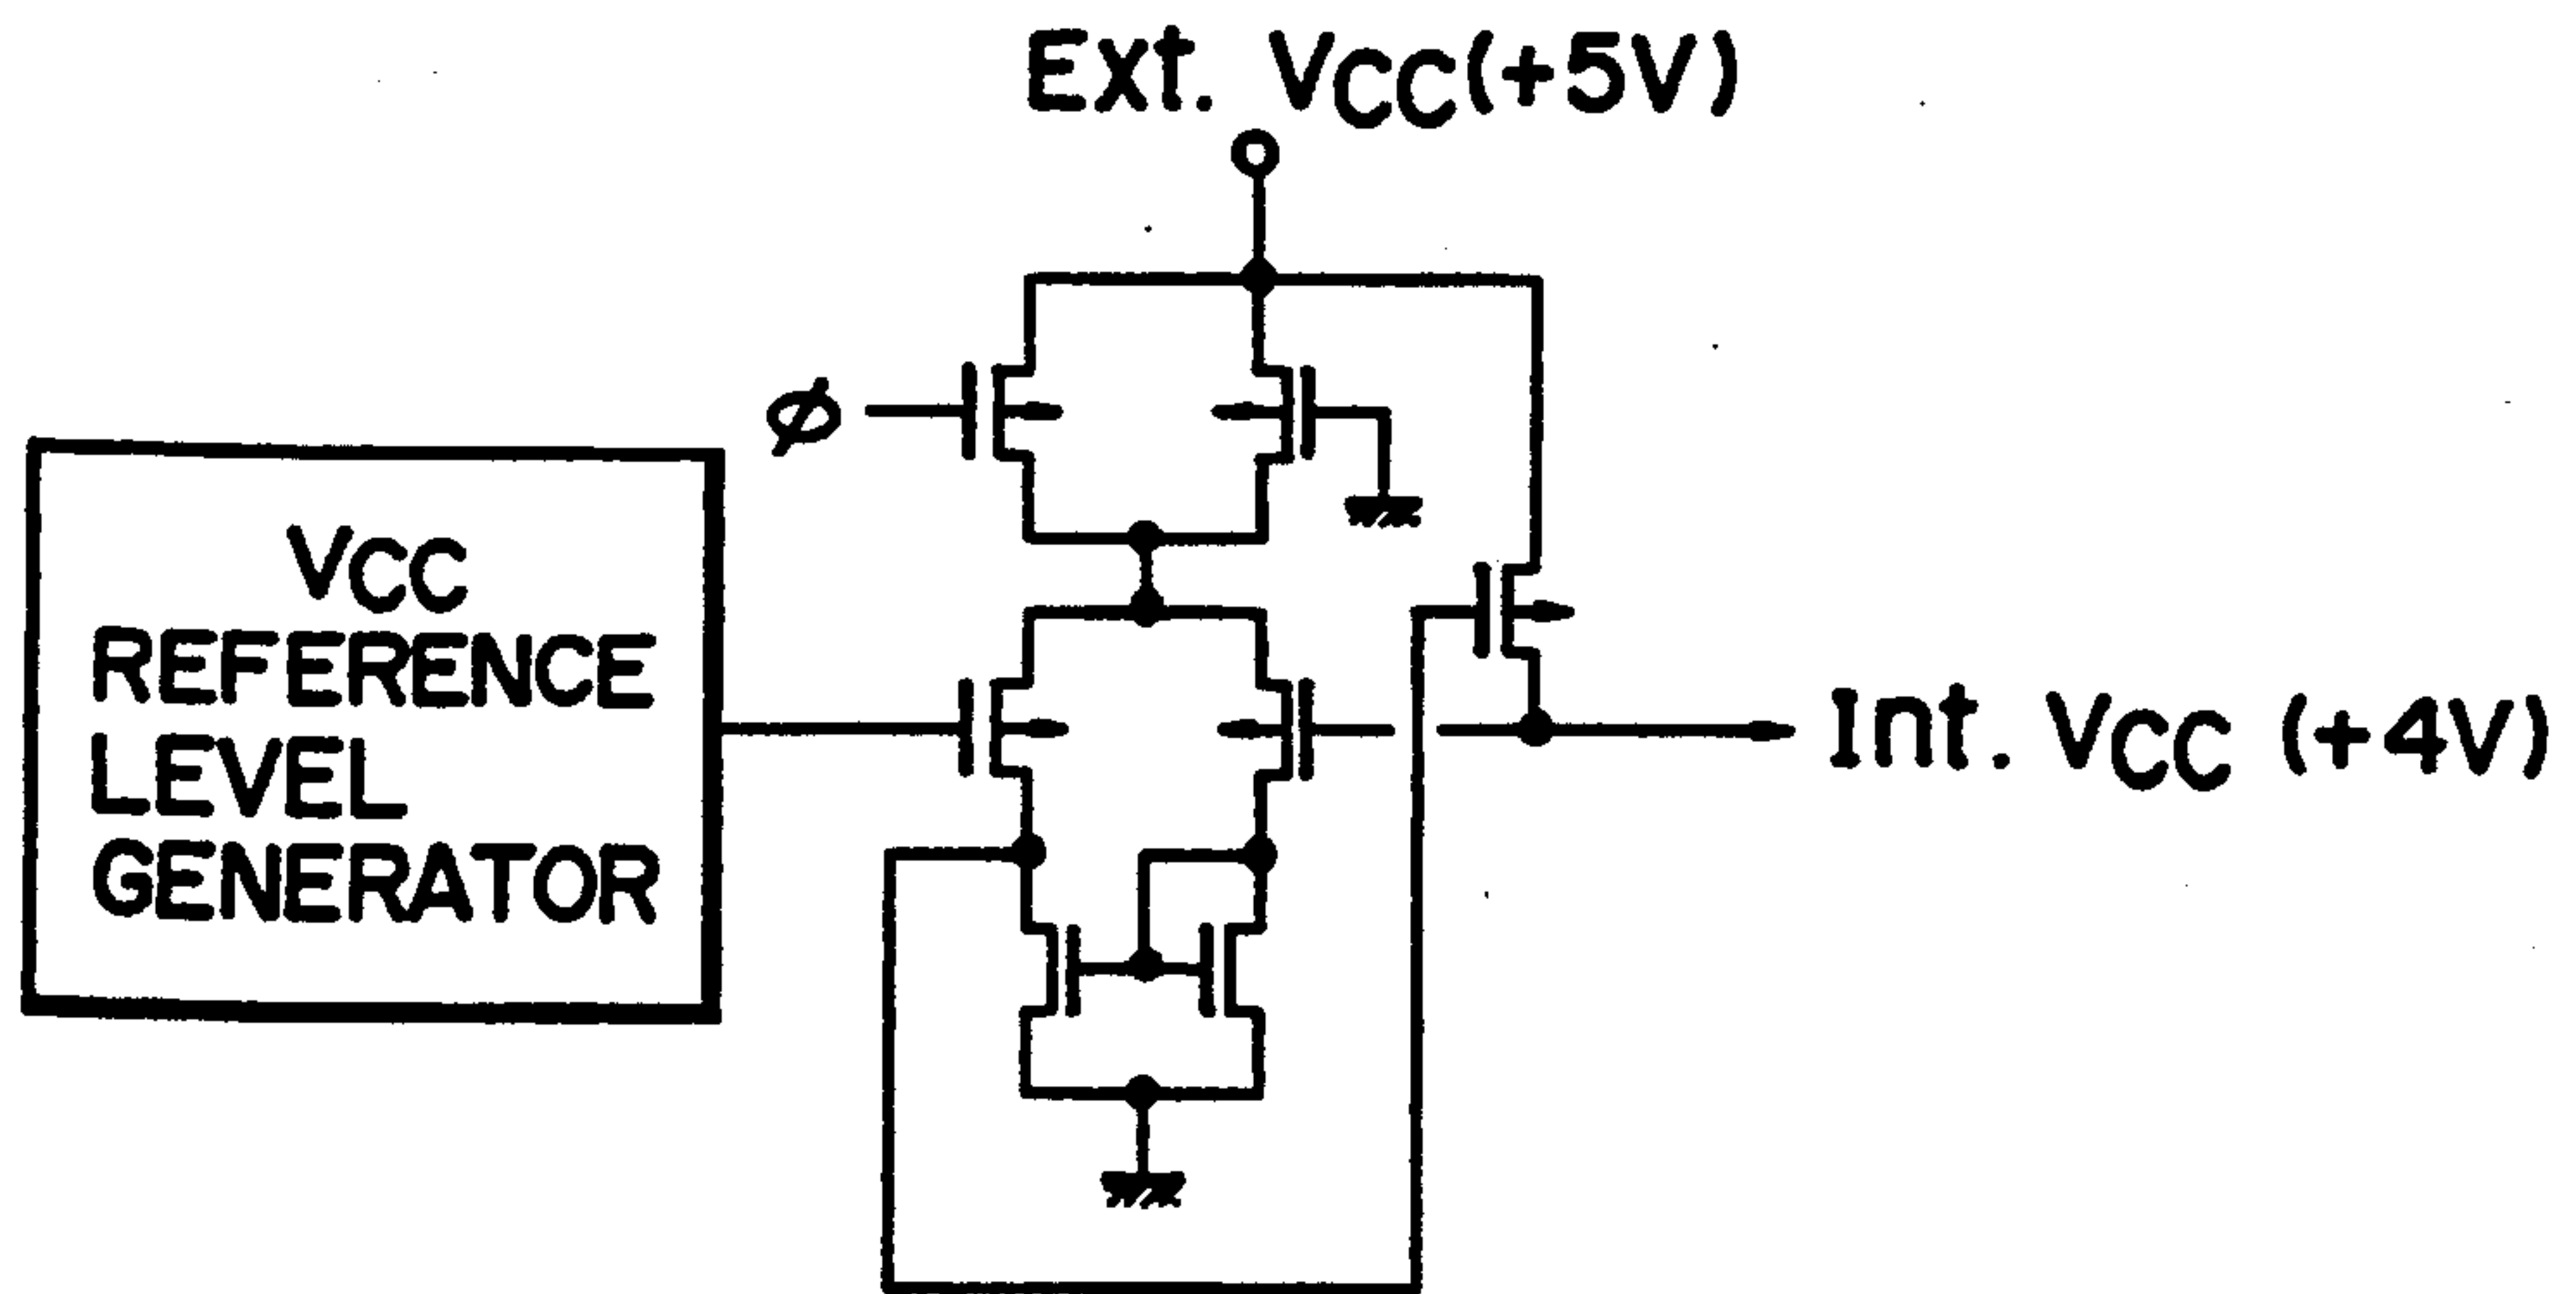 Ext. VCC(+5V)
ϕ
VCC
REFERENCE
LEVEL
GENERATOR
Int. VCC (+4V)